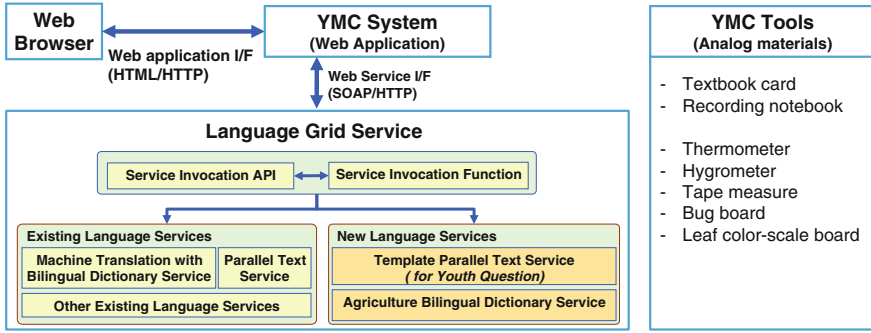 Web
Browser
YMC System
(Web Application)
Web application I/F
(HTML/HTTP)
Web Service I/F
(SOAP/HTTP)
Language Grid Service
Service Invocation API
Service Invocation Function
Existing Language Services
Machine Translation with
Bilingual Dictionary Service
Parallel Text
Service
Other Existing Language Services
New Language Services
Template Parallel Text Service
( for Youth Question)
Agriculture Bilingual Dictionary Service
YMC Tools
(Analog materials)
- Textbook card
- Recording notebook
- Thermometer
- Hygrometer
- Tape measure
- Bug board
- Leaf color-scale board